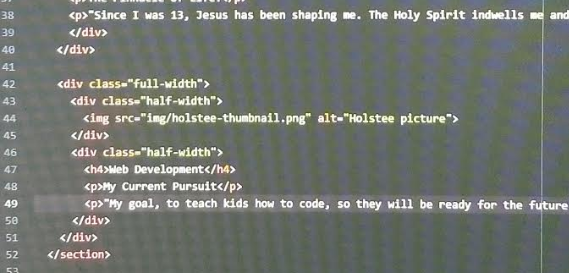 38 <p>"Since I was 13, Jesus has been shaping me. The Holy Spirit indwells me and
39 </div>
40 </div>
41
42 <div class="full-width">
43 <div class="half-width">
44 <img src="img/holstee-thumbnail.png" alt="Holstee picture">
45 </div>
46 <div class="half-width">
47 <h4>Web Development</h4>
48 <p>My Current Pursuit</p>
49 <p>"My goal, to teach kids how to code, so they will be ready for the future
50 </div>
51 </div>
52 </section>
53